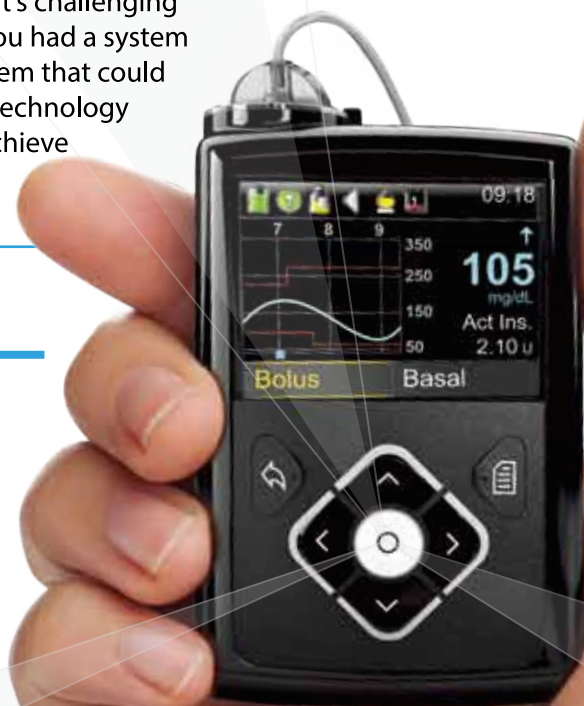 t's challenging
ou had a system
em that could
echnology
hieve
09:18
7 8 9
350
250
150
50
105
mg/dL
Act Ins.
2.10 u
Bolus Basal